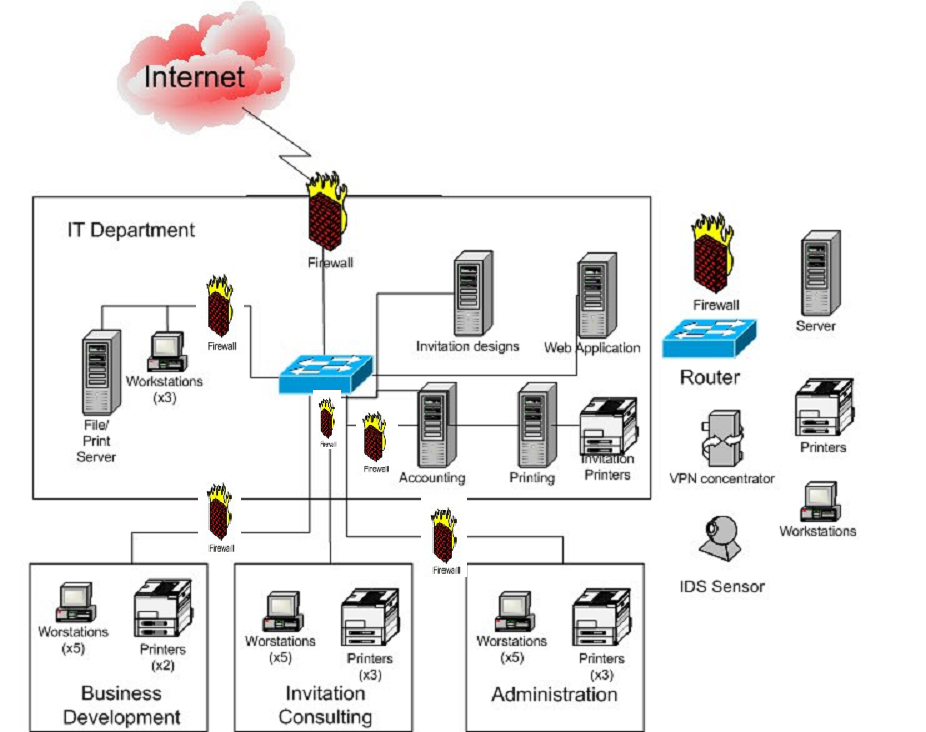 Internet
IT Department
Firewall
Firewall
Invitation designs
Web Application
Workstations
(x3)
File/
Print
Server
Firewall
Firewall
Accounting
Printing
Invitation
Printers
Firewall
Firewall
Worstations
(x5)
Printers
(x2)
Business
Development
Worstations
(x5)
Printers
(x3)
Invitation
Consulting
Worstations
(x5)
Printers
(x3)
Administration
Firewall
Server
Router
Printers
VPN concentrator
Workstations
IDS Sensor